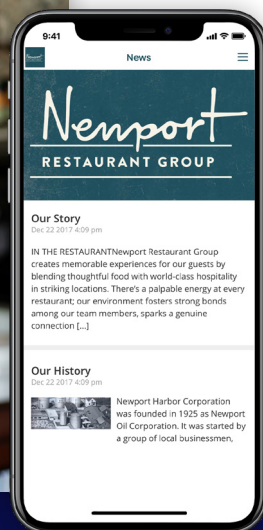 9:41
News
Newport
RESTAURANT GROUP
Our Story
Dec 22 2017 4:09 pm
IN THE RESTAURANTNewport Restaurant Group
creates memorable experiences for our guests by
blending thoughtful food with world-class hospitality
in striking locations. There's a palpable energy at every
restaurant; our environment fosters strong bonds
among our team members, sparks a genuine
connection [...]
Our History
Dec 22 2017 4:09 pm
Newport Harbor Corporation
was founded in 1925 as Newport
Oil Corporation. It was started by
a group of local businessmen,